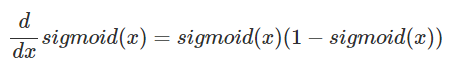 d/dx sigmoid(x) = sigmoid(x)(1 − sigmoid(x))